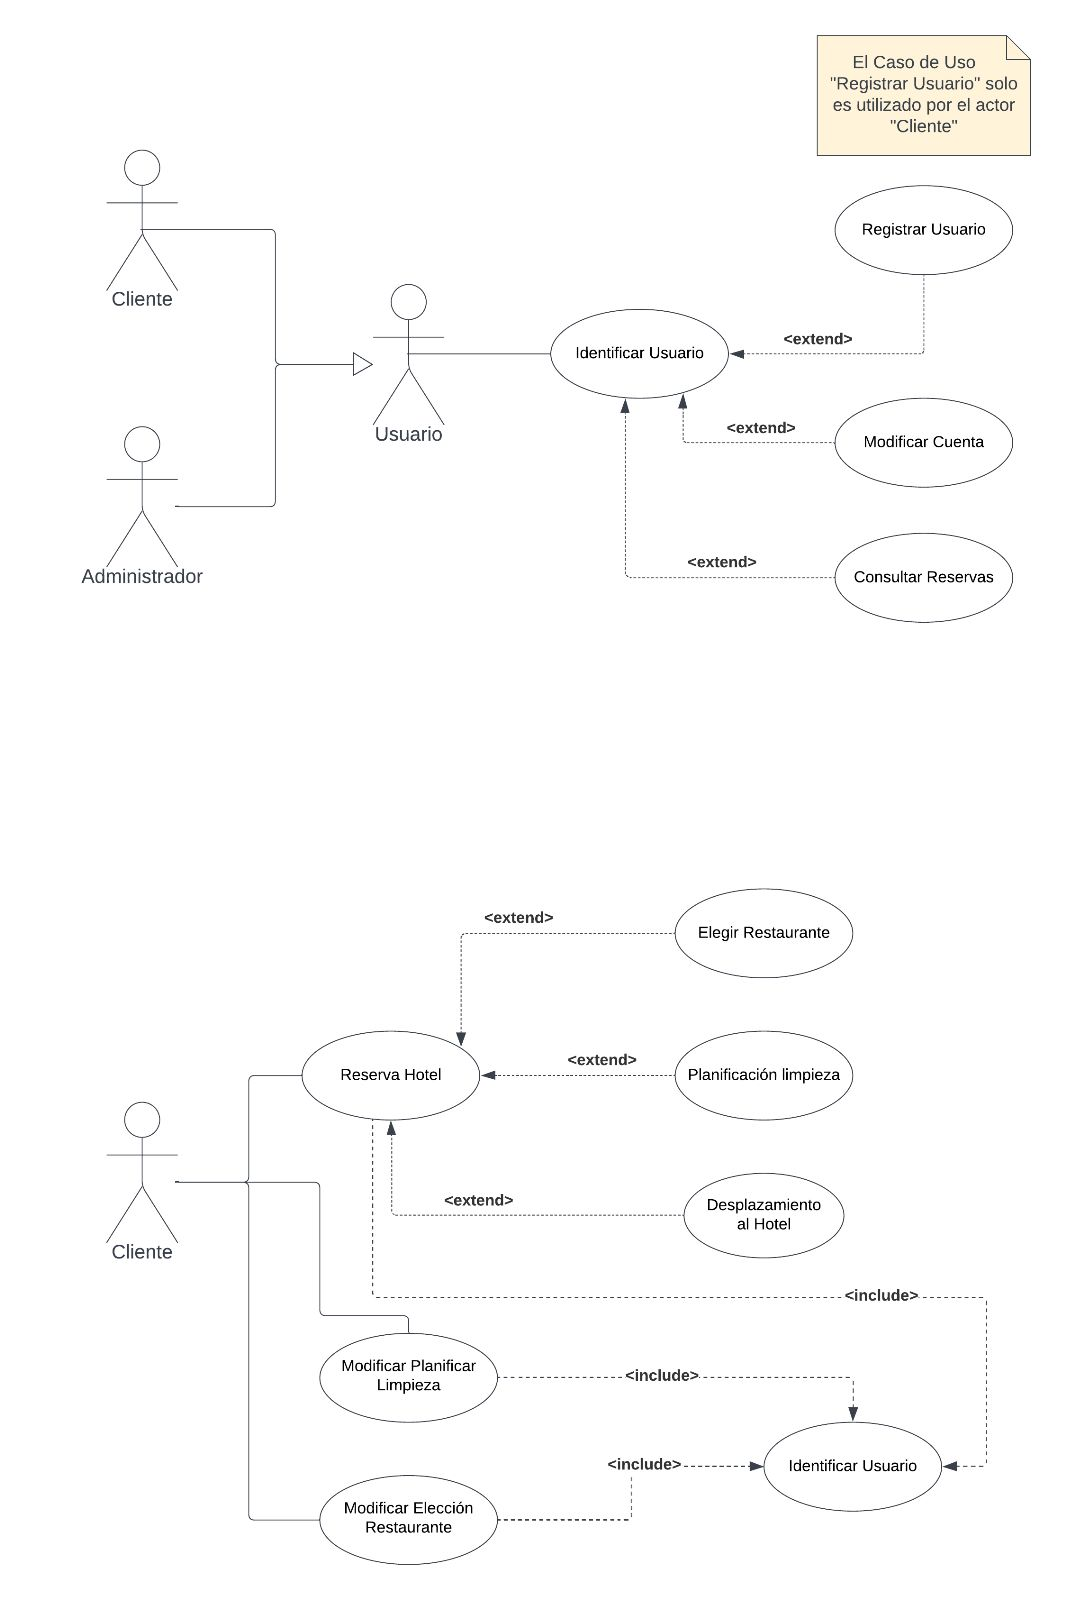 El Caso de Uso
"Registrar Usuario" solo
es utilizado por el actor
"Cliente"
Registrar Usuario
Cliente
<extend>
Identificar Usuario
Usuario
<extend>
Modificar Cuenta
Administrador
<extend>
Consultar Reservas
<extend>
Elegir Restaurante
Reserva Hotel
<extend>
Planificación limpieza
<extend>
Desplazamiento
al Hotel
Cliente
<include>
Modificar Planificar
Limpieza
<include>
<include>
Identificar Usuario
Modificar Elección
Restaurante